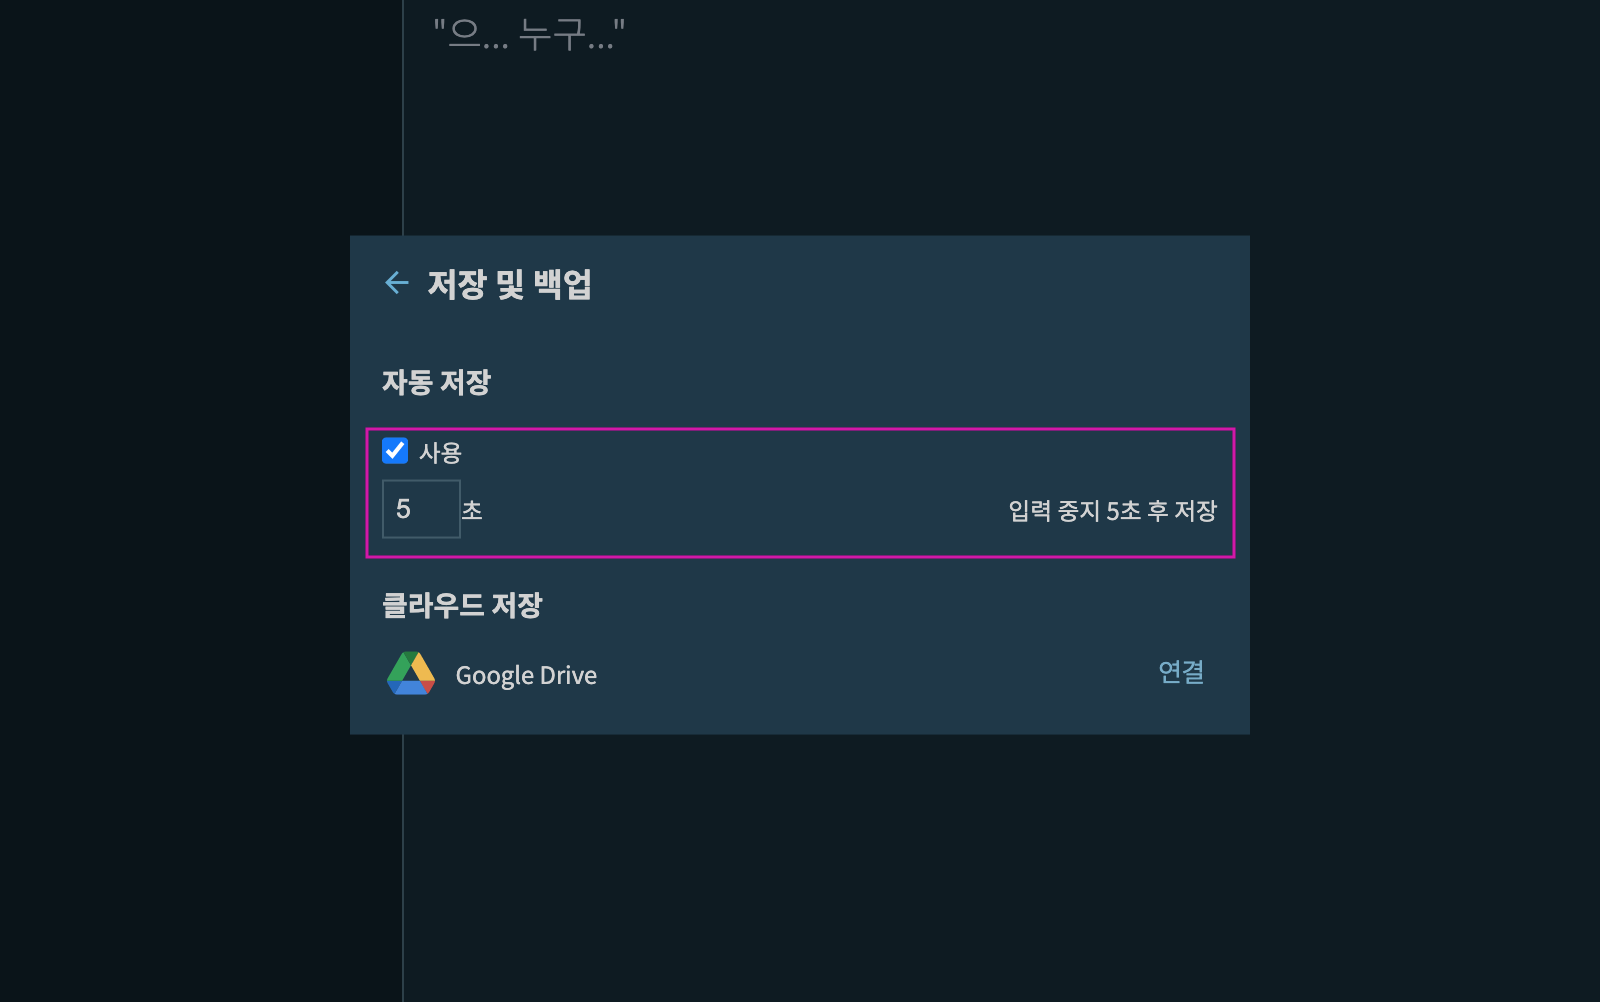 "으... 누구..."
저장 및 백업
자동 저장
사용
5 초 입력 중지 5초 후 저장
클라우드 저장
Google Drive 연결